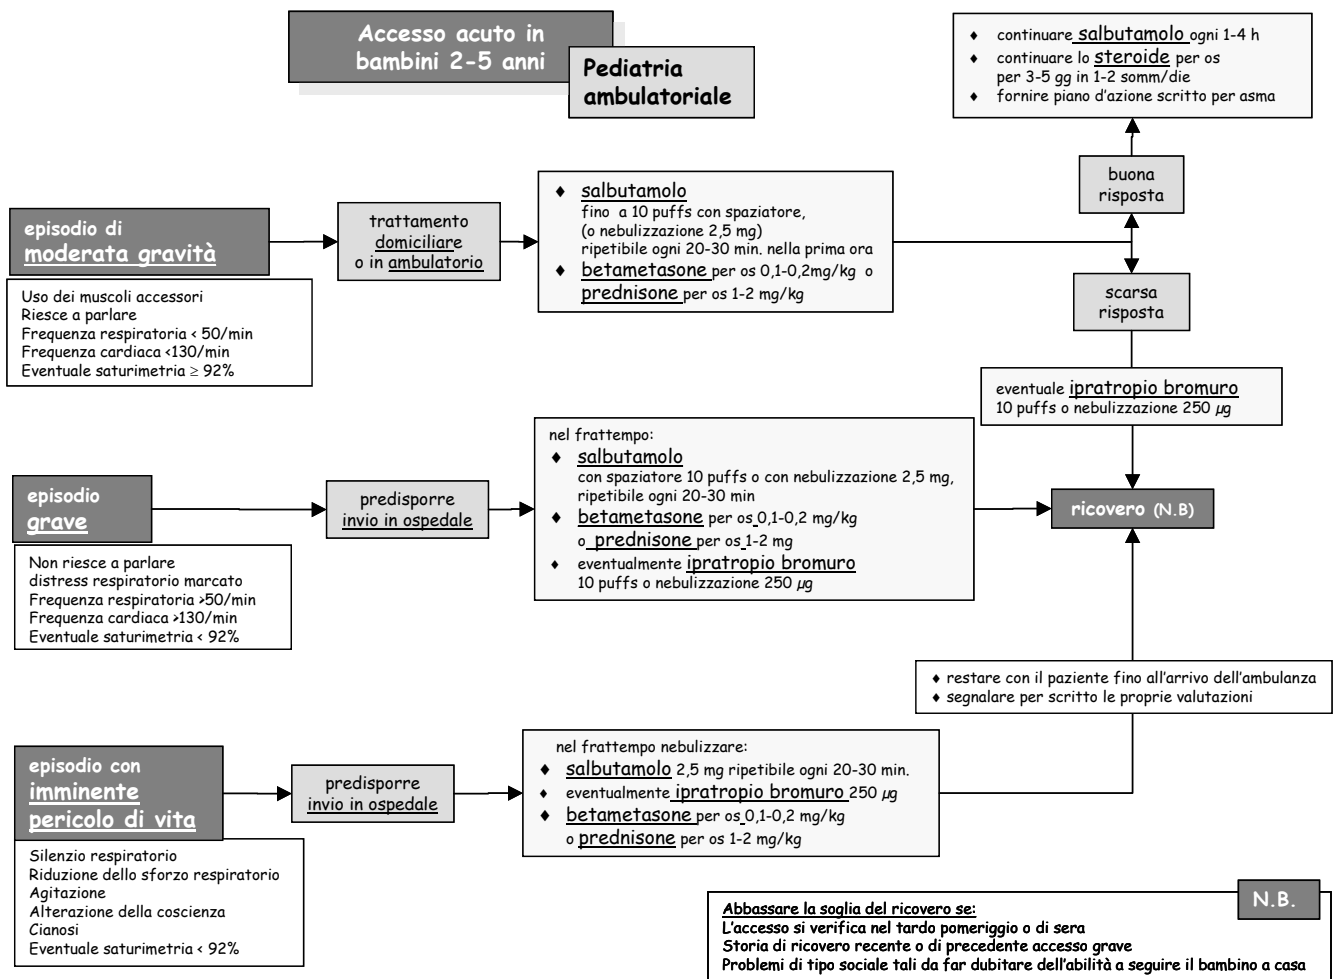 Accesso acuto in
bambini 2-5 anni
Pediatria
ambulatoriale
♦ continuare salbutamolo ogni 1-4 h
♦ continuare lo steroide per os
per 3-5 gg in 1-2 somm/die
♦ fornire piano d'azione scritto per asma
buona
risposta
episodio di
moderata gravità
Uso dei muscoli accessori
Riesce a parlare
Frequenza respiratoria < 50/min
Frequenza cardiaca <130/min
Eventuale saturimetria ≥ 92%
trattamento
domiciliare
o in ambulatorio
♦ salbutamolo
fino a 10 puffs con spaziatore,
(o nebulizzazione 2,5 mg)
ripetibile ogni 20-30 min. nella prima ora
♦ betametasone per os 0,1-0,2mg/kg o
prednisone per os 1-2 mg/kg
scarsa
risposta
eventuale ipratropio bromuro
10 puffs o nebulizzazione 250 µg
episodio
grave
Non riesce a parlare
distress respiratorio marcato
Frequenza respiratoria >50/min
Frequenza cardiaca >130/min
Eventuale saturimetria < 92%
predisporre
invio in ospedale
nel frattempo:
♦ salbutamolo
con spaziatore 10 puffs o con nebulizzazione 2,5 mg,
ripetibile ogni 20-30 min
♦ betametasone per os 0,1-0,2 mg/kg
o prednisone per os 1-2 mg
♦ eventualmente ipratropio bromuro
10 puffs o nebulizzazione 250 µg
ricovero (N.B)
♦ restare con il paziente fino all'arrivo dell'ambulanza
♦ segnalare per scritto le proprie valutazioni
episodio con
imminente
pericolo di vita
Silenzio respiratorio
Riduzione dello sforzo respiratorio
Agitazione
Alterazione della coscienza
Cianosi
Eventuale saturimetria < 92%
predisporre
invio in ospedale
nel frattempo nebulizzare:
♦ salbutamolo 2,5 mg ripetibile ogni 20-30 min.
♦ eventualmente ipratropio bromuro 250 µg
♦ betametasone per os 0,1-0,2 mg/kg
o prednisone per os 1-2 mg/kg
N.B.
Abbassare la soglia del ricovero se:
L'accesso si verifica nel tardo pomeriggio o di sera
Storia di ricovero recente o di precedente accesso grave
Problemi di tipo sociale tali da far dubitare dell'abilità a seguire il bambino a casa